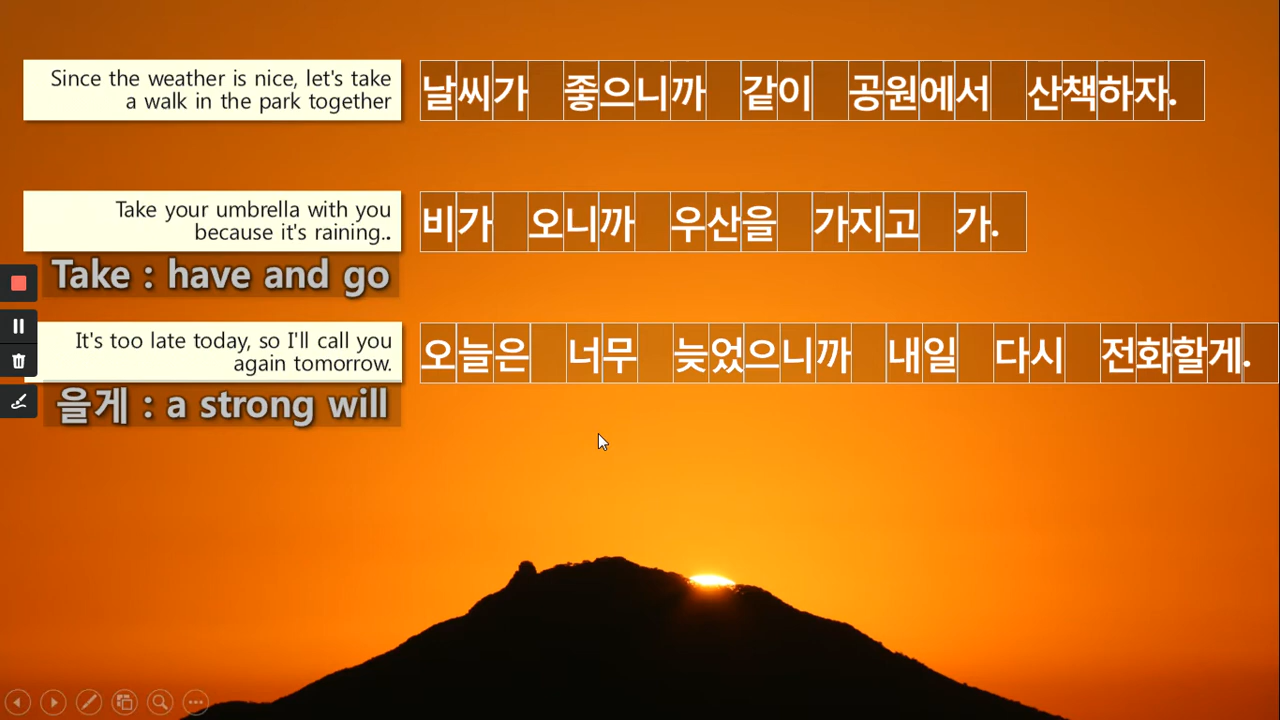 Since the weather is nice, let's take
a walk in the park together
날씨가 좋으니까 같이 공원에서 산책하자.
Take your umbrella with you
because it's raining..
비가 오니까 우산을 가지고 가.
Take : have and go
It's too late today, so I'll call you
again tomorrow.
오늘은 너무 늦었으니까 내일 다시 전화할게.
을게 : a strong will